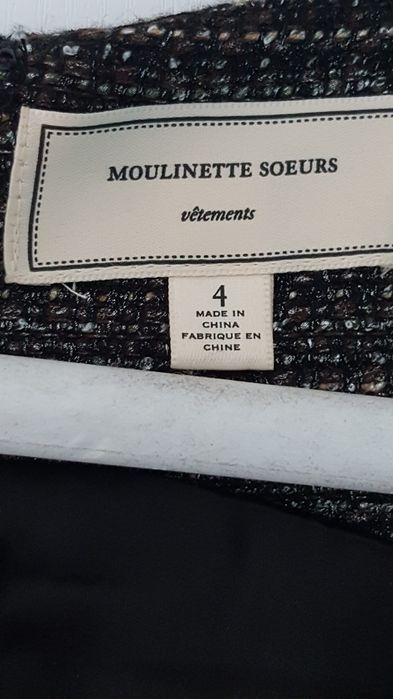 MOULINETTE SOEURS
vêtements
4
MADE IN
CHINA
FABRIQUE EN
CHINE